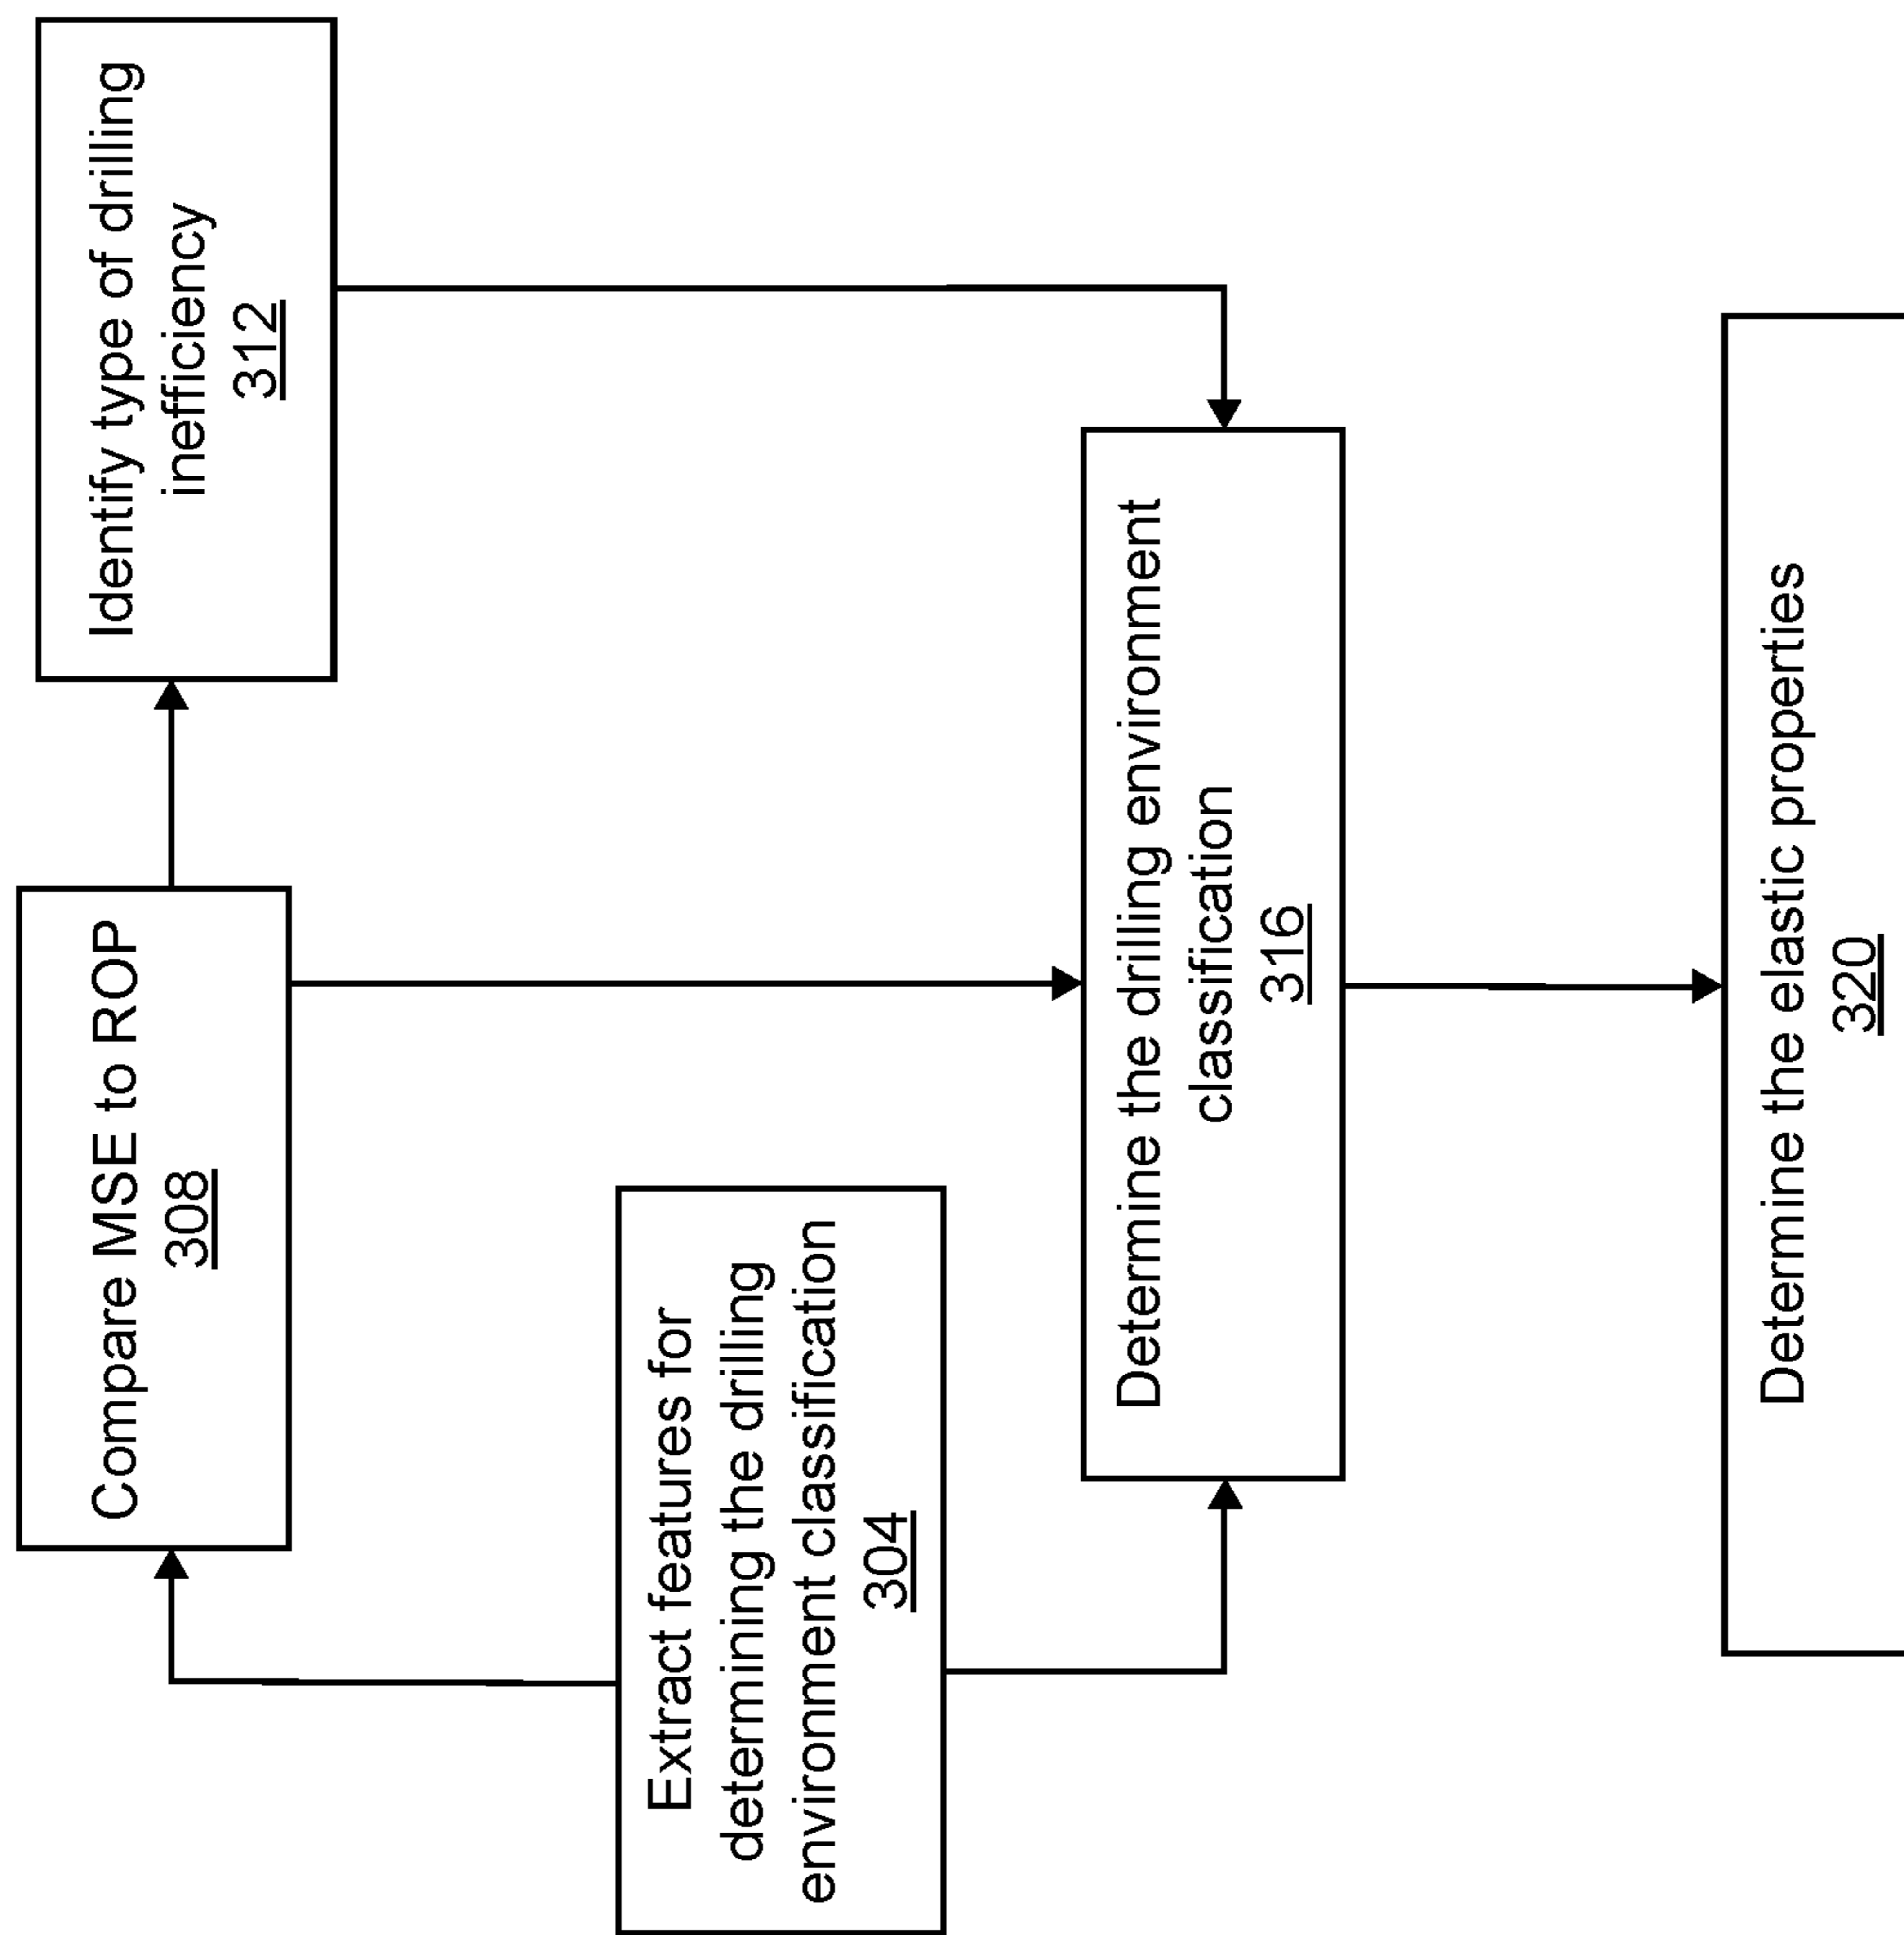 Compare MSE to ROP
308
Identify type of drilling
inefficiency
312
Extract features for
determining the drilling
environment classification
304
Determine the drilling environment
classification
316
Determine the elastic properties
320